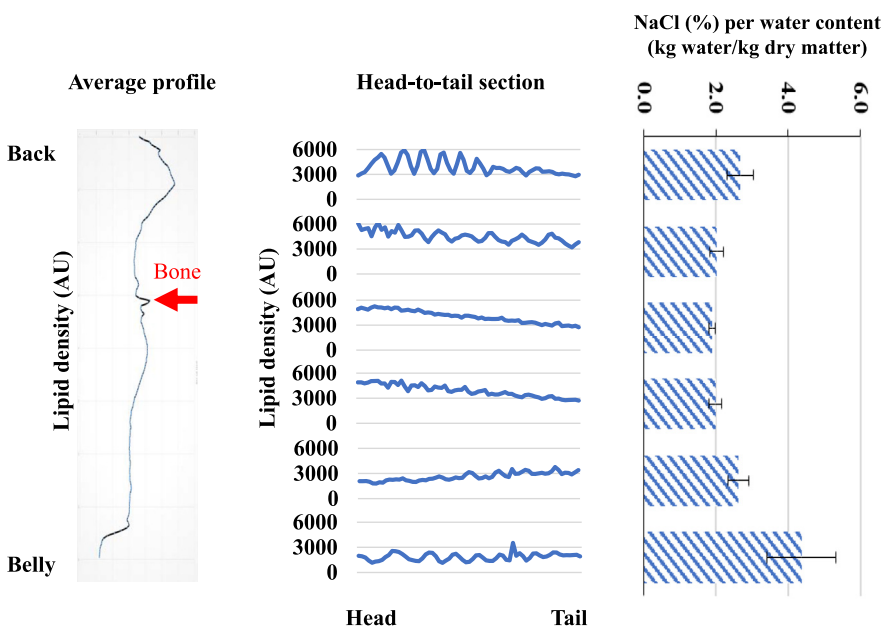 NaCl (%) per water content
(kg water/kg dry matter)
Average profile
Head-to-tail section
0.0
2.0
4.0
6.0
Back
Belly
Lipid density (AU)
Bone
Lipid density (AU)
6000
3000
0
6000
3000
0
6000
3000
0
6000
3000
0
6000
3000
0
6000
3000
0
Head
Tail